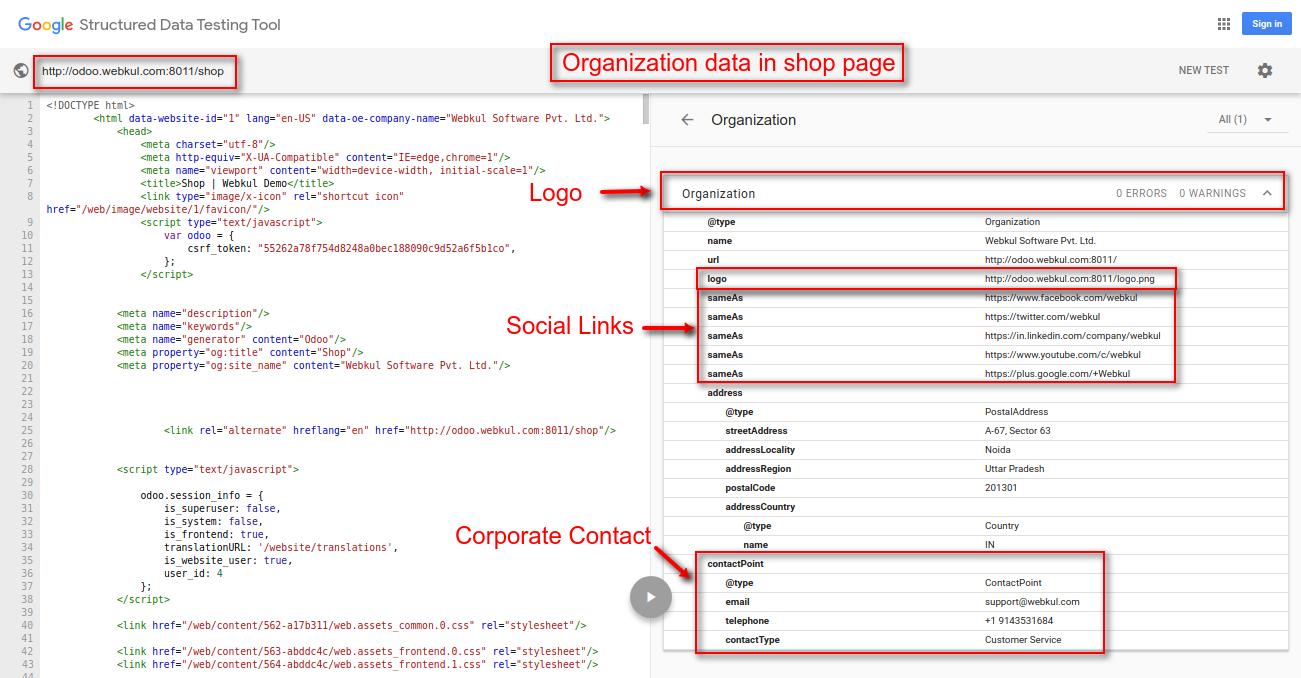 Google Structured Data Testing Tool
Sign in
http://odoo.webkul.com:8011/shop
Organization data in shop page
NEW TEST
1 <!DOCTYPE html>
2 <html data-website-id="1" lang="en-US" data-oe-company-name="Webkul Software Pvt. Ltd.">
3 <head>
4 <meta charset="utf-8"/>
5 <meta http-equiv="X-UA-Compatible" content="IE=edge,chrome=1"/>
6 <meta name="viewport" content="width=device-width, initial-scale=1"/>
7 <title>Shop | Webkul Demo</title>
8 <link type="image/x-icon" rel="shortcut icon"
href="/web/image/website/1/favicon/"/>
9 <script type="text/javascript">
10 var odoo = {
11 csrf_token: "55262a78f754d8248a0bec188090c9d52a6f5b1co",
12 };
13 </script>
14
15
16 <meta name="description"/>
17 <meta name="keywords"/>
18 <meta name="generator" content="Odoo"/>
19 <meta property="og:title" content="Shop"/>
20 <meta property="og:site_name" content="Webkul Software Pvt. Ltd."/>
21
22
23
24
25 <link rel="alternate" hreflang="en" href="http://odoo.webkul.com:8011/shop"/>
26
27
28 <script type="text/javascript">
29
30 odoo.session_info = {
31 is_superuser: false,
32 is_system: false,
33 is_frontend: true,
34 translationURL: '/website/translations',
35 is_website_user: true,
36 user_id: 4
37 };
38 </script>
39
40 <link href="/web/content/562-a17b311/web.assets_common.0.css" rel="stylesheet"/>
41
42 <link href="/web/content/563-abddc4c/web.assets_frontend.0.css" rel="stylesheet"/>
43 <link href="/web/content/564-abddc4c/web.assets_frontend.1.css" rel="stylesheet"/>
44
Organization
All (1)
Logo
Organization 0 ERRORS 0 WARNINGS
@type Organization
name Webkul Software Pvt. Ltd.
url http://odoo.webkul.com:8011/
logo http://odoo.webkul.com:8011/logo.png
Social Links
sameAs https://www.facebook.com/webkul
sameAs https://twitter.com/webkul
sameAs https://in.linkedin.com/company/webkul
sameAs https://www.youtube.com/c/webkul
sameAs https://plus.google.com/+Webkul
address
@type PostalAddress
streetAddress A-67, Sector 63
addressLocality Noida
addressRegion Uttar Pradesh
postalCode 201301
addressCountry
@type Country
name IN
Corporate Contact
contactPoint
@type ContactPoint
email support@webkul.com
telephone +1 9143531684
contactType Customer Service